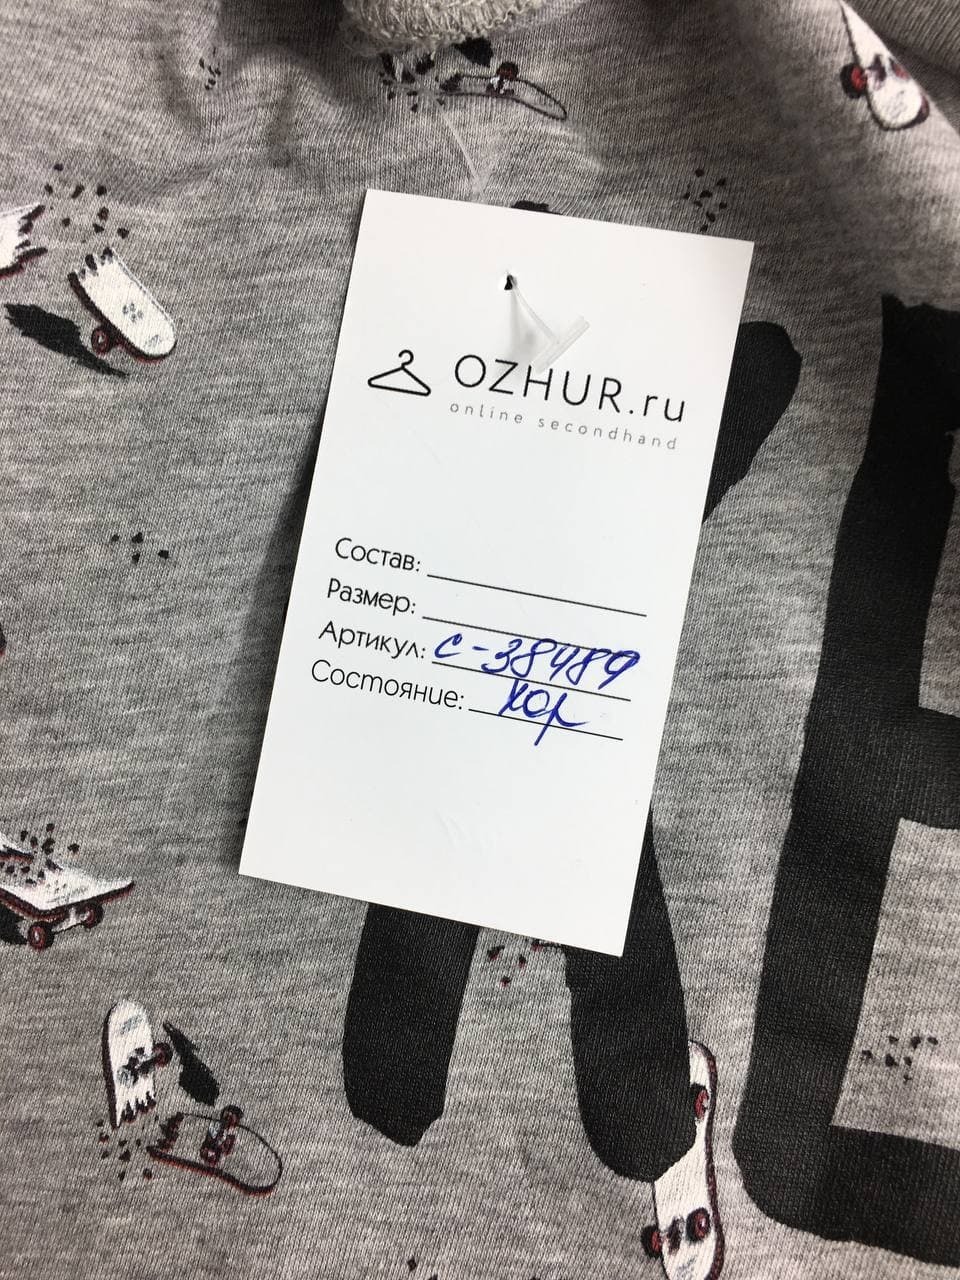 OZHUR.ru
online secondhand
Состав:
Размер:
Артикул: С-38489
Состояние: хор